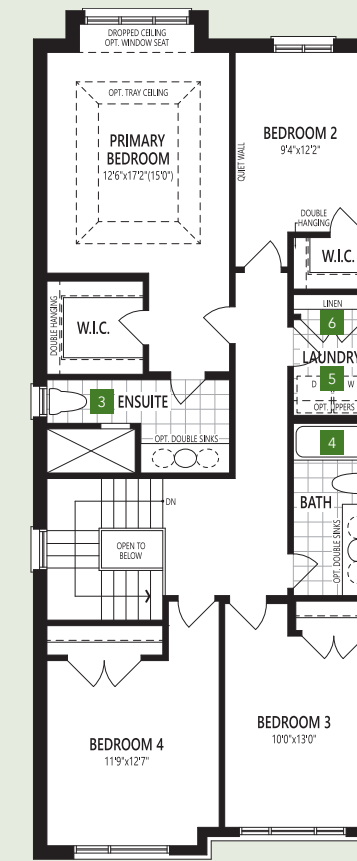 DROPPED CEILING
OPT. WINDOW SEAT
OPT. TRAY CEILING
PRIMARY
BEDROOM
12'6"x17'2"(15'0")
QUIET WALL
BEDROOM 2
9'4"x12'2"
DOUBLE
HANGING
W.I.C.
DOUBLE HANGING
W.I.C.
LINEN
6
LAUNDRY
D 5 W
OPT. UPPERS
3 ENSUITE
OPT. DOUBLE SINKS
4
BATH
OPT. DOUBLE SINKS
DN
OPEN TO
BELOW
BEDROOM 4
11'9"x12'7"
BEDROOM 3
10'0"x13'0"